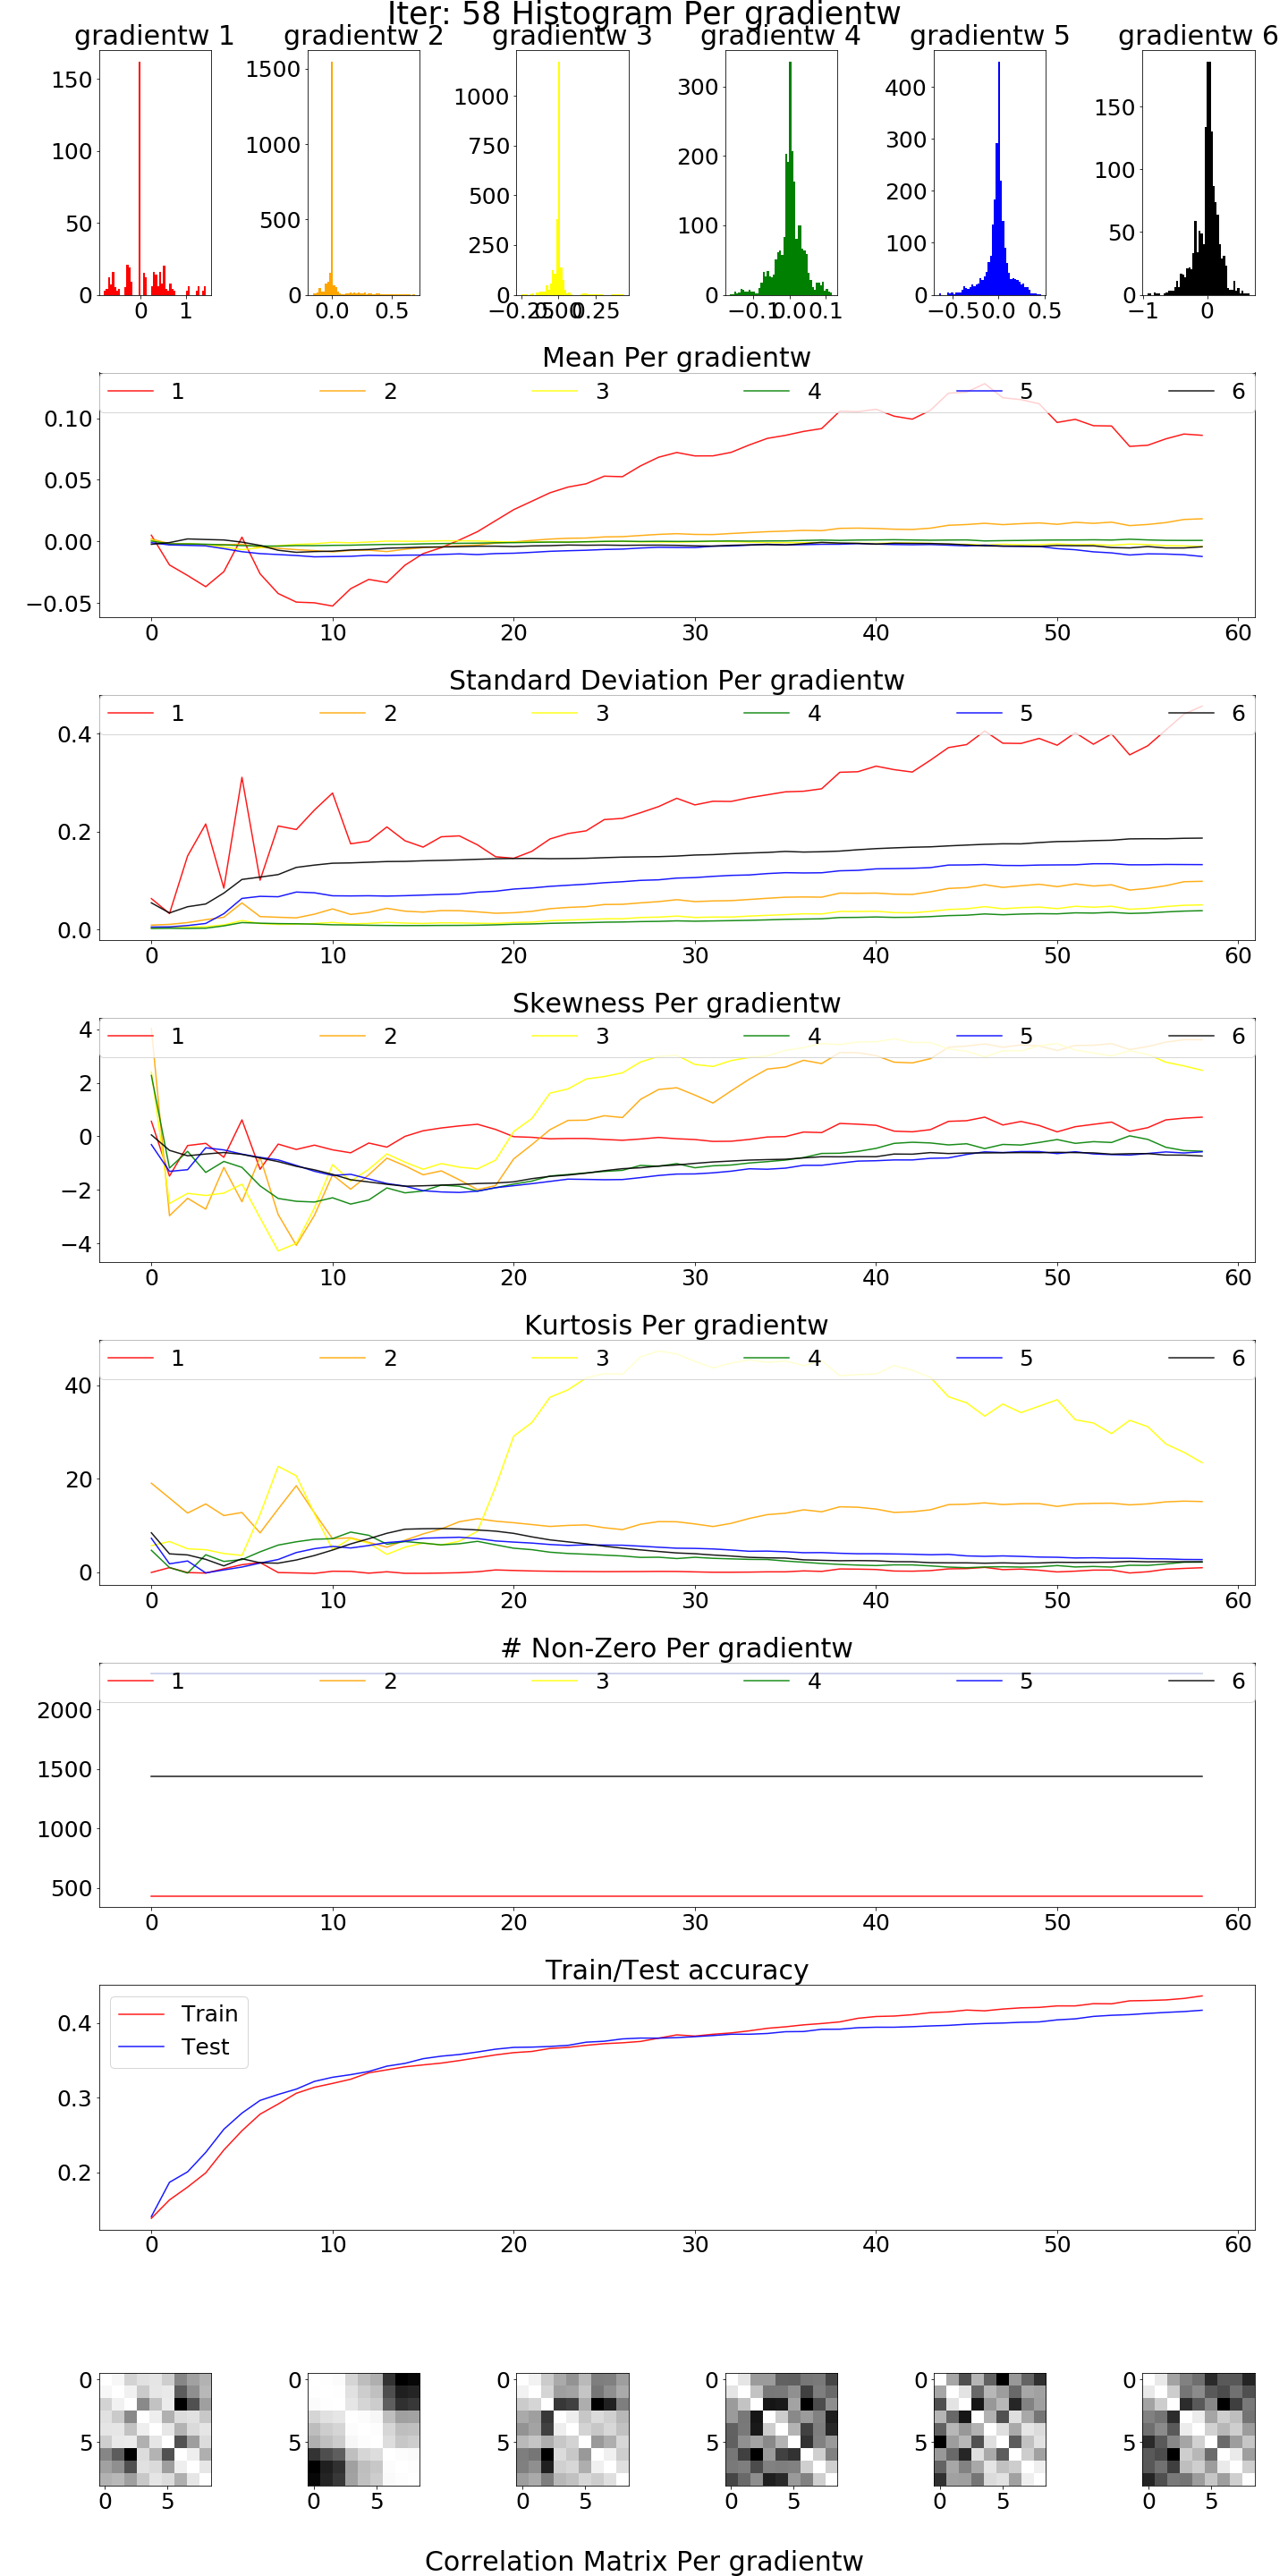 Iter: 58 Histogram Per gradientw
gradientw 1 gradientw 2 gradientw 3 gradientw 4 gradientw 5 gradientw 6
150
100
50
0
0 1
1500
1000
500
0
0.0 0.5
1000
750
500
250
0
−0.25 0.00 0.25
300
200
100
0
−0.1 0.0 0.1
400
300
200
100
0
−0.5 0.0 0.5
150
100
50
0
−1 0
Mean Per gradientw
1 2 3 4 5 6
0.10
0.05
0.00
−0.05
0 10 20 30 40 50 60
Standard Deviation Per gradientw
1 2 3 4 5 6
0.4
0.2
0.0
0 10 20 30 40 50 60
Skewness Per gradientw
1 2 3 4 5 6
4
2
0
−2
−4
0 10 20 30 40 50 60
Kurtosis Per gradientw
1 2 3 4 5 6
40
20
0
0 10 20 30 40 50 60
# Non-Zero Per gradientw
1 2 3 4 5 6
2000
1500
1000
500
0 10 20 30 40 50 60
Train/Test accuracy
Train
Test
0.4
0.3
0.2
0 10 20 30 40 50 60
0 0 0 0 0 0
5 5 5 5 5 5
0 5 0 5 0 5 0 5 0 5 0 5
Correlation Matrix Per gradientw